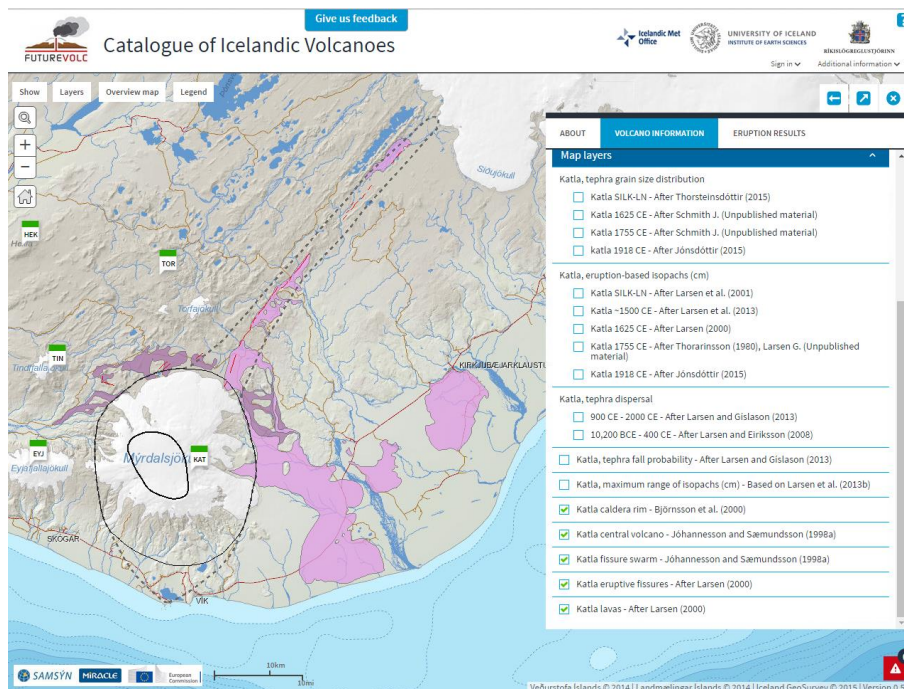 Give us feedback
FUTUREVOLC
Catalogue of Icelandic Volcanoes
Icelandic Met
Office
UNIVERSITY OF ICELAND
INSTITUTE OF EARTH SCIENCES
RÍKISLÖGREGLUSTJÓRINN
?
Sign in
Additional information
Show
Layers
Overview map
Legend
+
−
ABOUT
VOLCANO INFORMATION
ERUPTION RESULTS
Map layers
Katla, tephra grain size distribution
Katla SILK-LN - After Thorsteinsdóttir (2015)
Katla 1625 CE - After Schmith J. (Unpublished material)
Katla 1755 CE - After Schmith J. (Unpublished material)
katla 1918 CE - After Jónsdóttir (2015)
Katla, eruption-based isopachs (cm)
Katla SILK-LN - After Larsen et al. (2001)
Katla ~1500 CE - After Larsen et al. (2013)
Katla 1625 CE - After Larsen (2000)
Katla 1755 CE - After Thorarinsson (1980), Larsen G. (Unpublished
material)
Katla 1918 CE - After Jónsdóttir (2015)
Katla, tephra dispersal
900 CE - 2000 CE - After Larsen and Gíslason (2013)
10,200 BCE - 400 CE - After Larsen and Eiriksson (2008)
Katla, tephra fall probability - After Larsen and Gíslason (2013)
Katla, maximum range of isopachs (cm) - Based on Larsen et al. (2013b)
Katla caldera rim - Björnsson et al. (2000)
Katla central volcano - Jóhannesson and Sæmundsson (1998a)
Katla fissure swarm - Jóhannesson and Sæmundsson (1998a)
Katla eruptive fissures - After Larsen (2000)
Katla lavas - After Larsen (2000)
Síðujökull
HEK
TOR
Torfajökull
TIN
KIRKJUBÆJARKLAUSTU
EYJ
Eyjafjallajökull
Mýrdalsjök
KAT
SKÓGAR
VÍK
SAMSÝN
MIRACLE
European
Commission
10km
10mi
Veðurstofa Íslands © 2014 | Landmælingar Íslands © 2014 | Iceland GeoSurvey © 2015 | Version 0.5